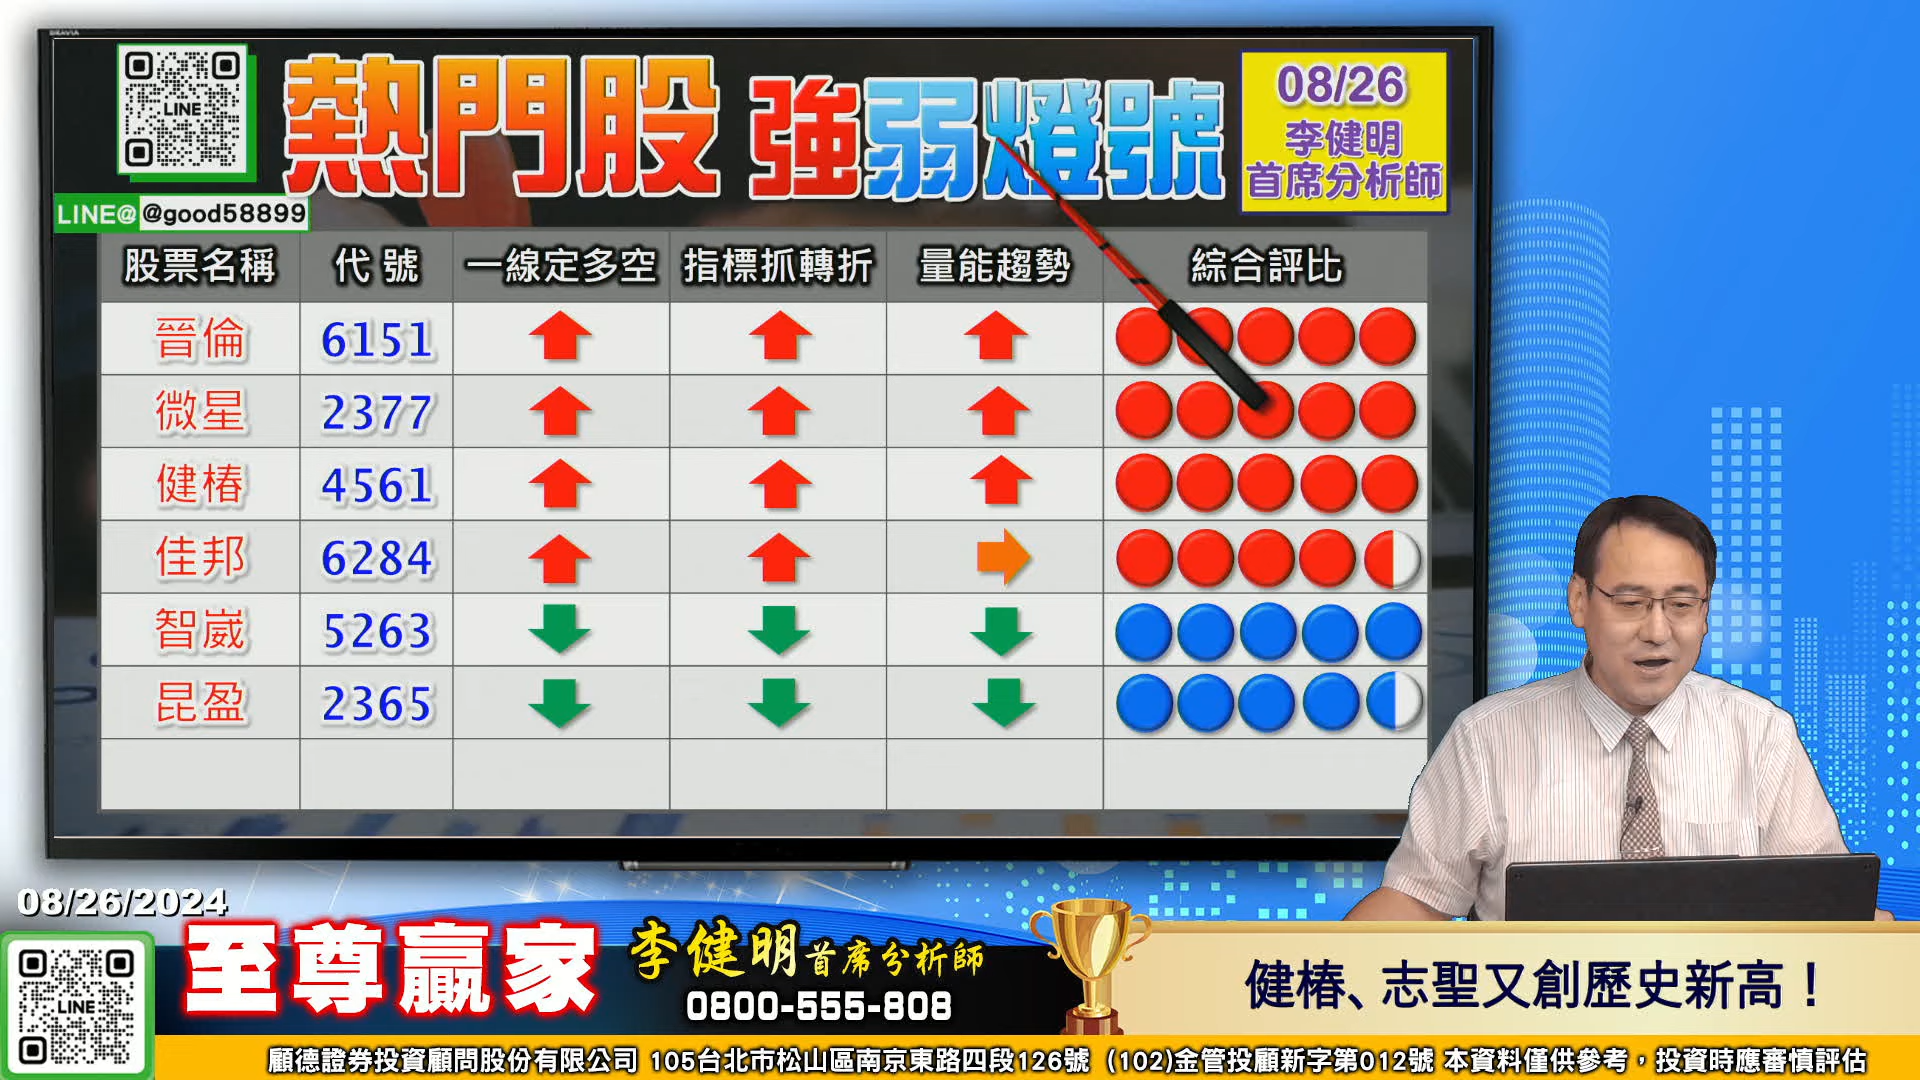 BRAVIA
LINE
LINE@ @good58899
熱門股 強弱燈號
08/26
李健明
首席分析師
股票名稱 代號 一線定多空 指標抓轉折 量能趨勢 綜合評比
晉倫 6151
微星 2377
健椿 4561
佳邦 6284
智崴 5263
昆盈 2365
08/26/2024
LINE
至尊贏家
李健明首席分析師
0800-555-808
健椿、志聖又創歷史新高！
顧德證券投資顧問股份有限公司 105台北市松山區南京東路四段126號 (102)金管投顧新字第012號 本資料僅供參考，投資時應審慎評估